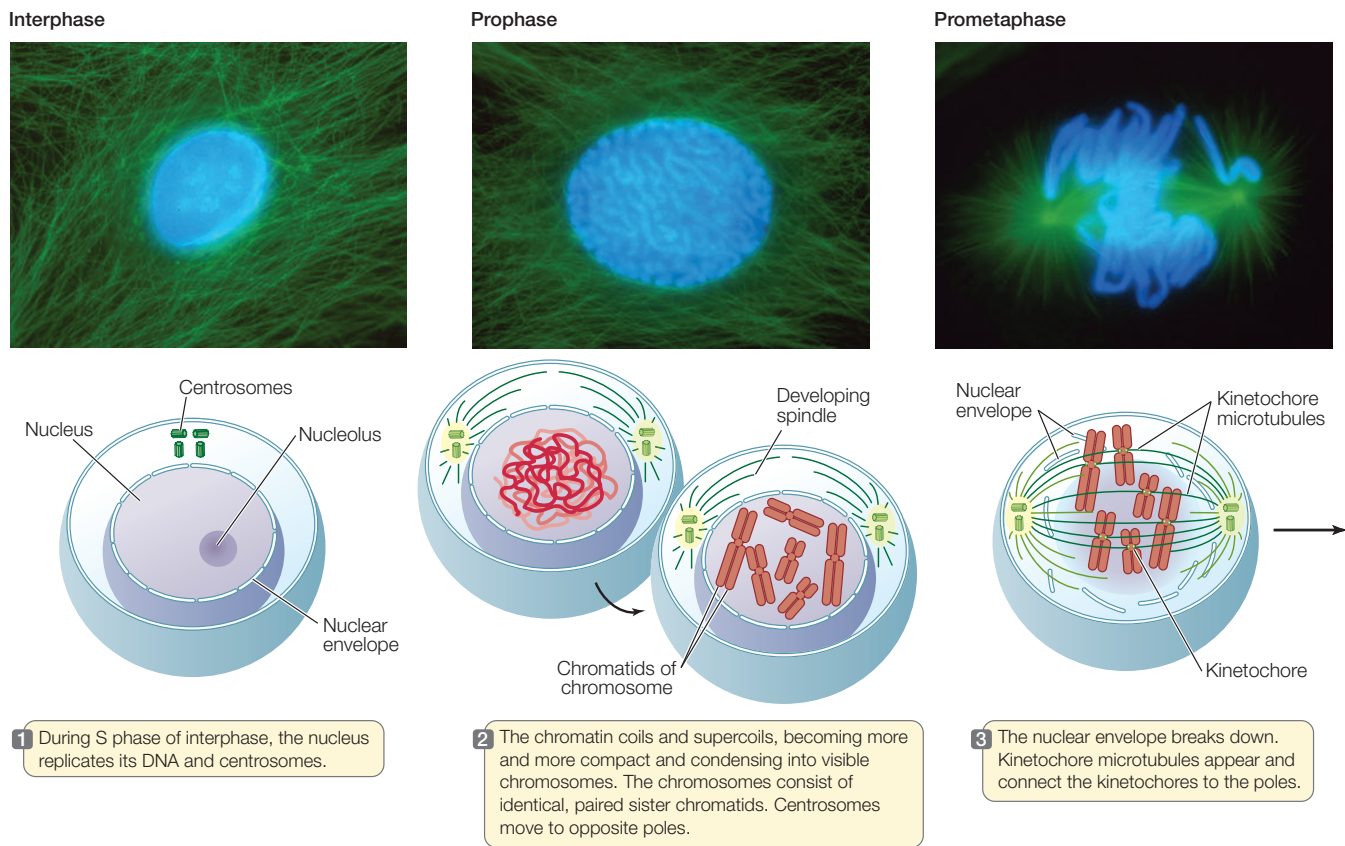 Interphase
Prophase
Prometaphase
Centrosomes
Nucleus
Nucleolus
Nuclear
envelope
Developing
spindle
Chromatids of
chromosome
Nuclear
envelope
Kinetochore
microtubules
Kinetochore
1 During S phase of interphase, the nucleus
replicates its DNA and centrosomes.
2 The chromatin coils and supercoils, becoming more
and more compact and condensing into visible
chromosomes. The chromosomes consist of
identical, paired sister chromatids. Centrosomes
move to opposite poles.
3 The nuclear envelope breaks down.
Kinetochore microtubules appear and
connect the kinetochores to the poles.